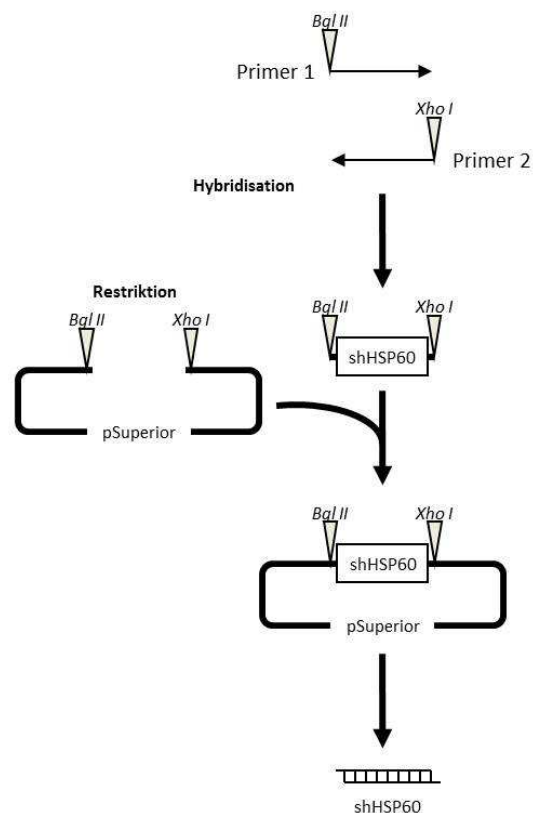 Bgl II
Primer 1
Xho I
Primer 2
Hybridisation
Restriktion
Bgl II Xho I
Bgl II Xho I
shHSP60
pSuperior
Bgl II Xho I
shHSP60
pSuperior
shHSP60